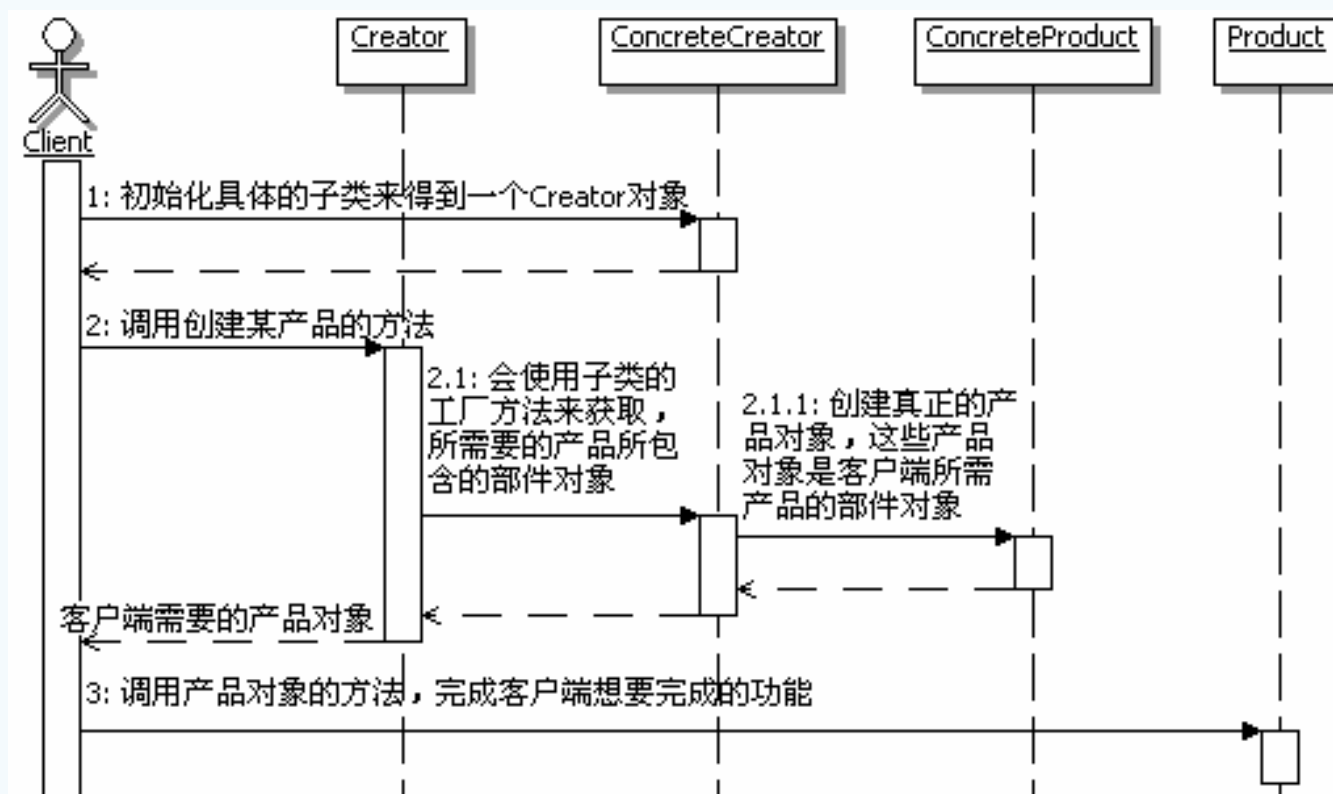 Creator
ConcreteCreator
ConcreteProduct
Product
Client
1: 初始化具体的子类来得到一个Creator对象
2: 调用创建某产品的方法
2.1: 会使用子类的
工厂方法来获取，
所需要的产品所包
含的部件对象
2.1.1: 创建真正的产
品对象，这些产品
对象是客户端所需
产品的部件对象
客户端需要的产品对象
3: 调用产品对象的方法，完成客户端想要完成的功能